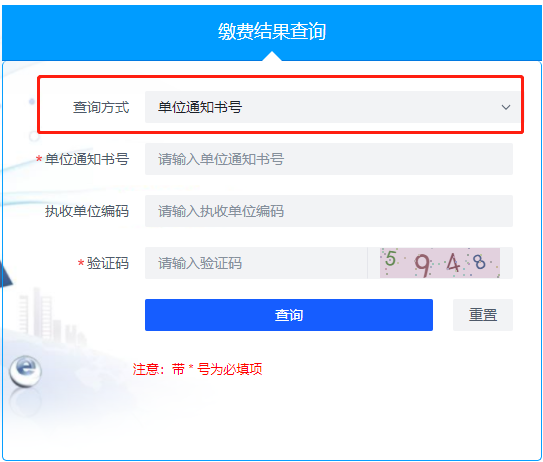 缴费结果查询
查询方式 单位通知书号
*单位通知书号 请输入单位通知书号
执收单位编码 请输入执收单位编码
*验证码 请输入验证码 5948
查询 重置
注意：带 * 号为必填项